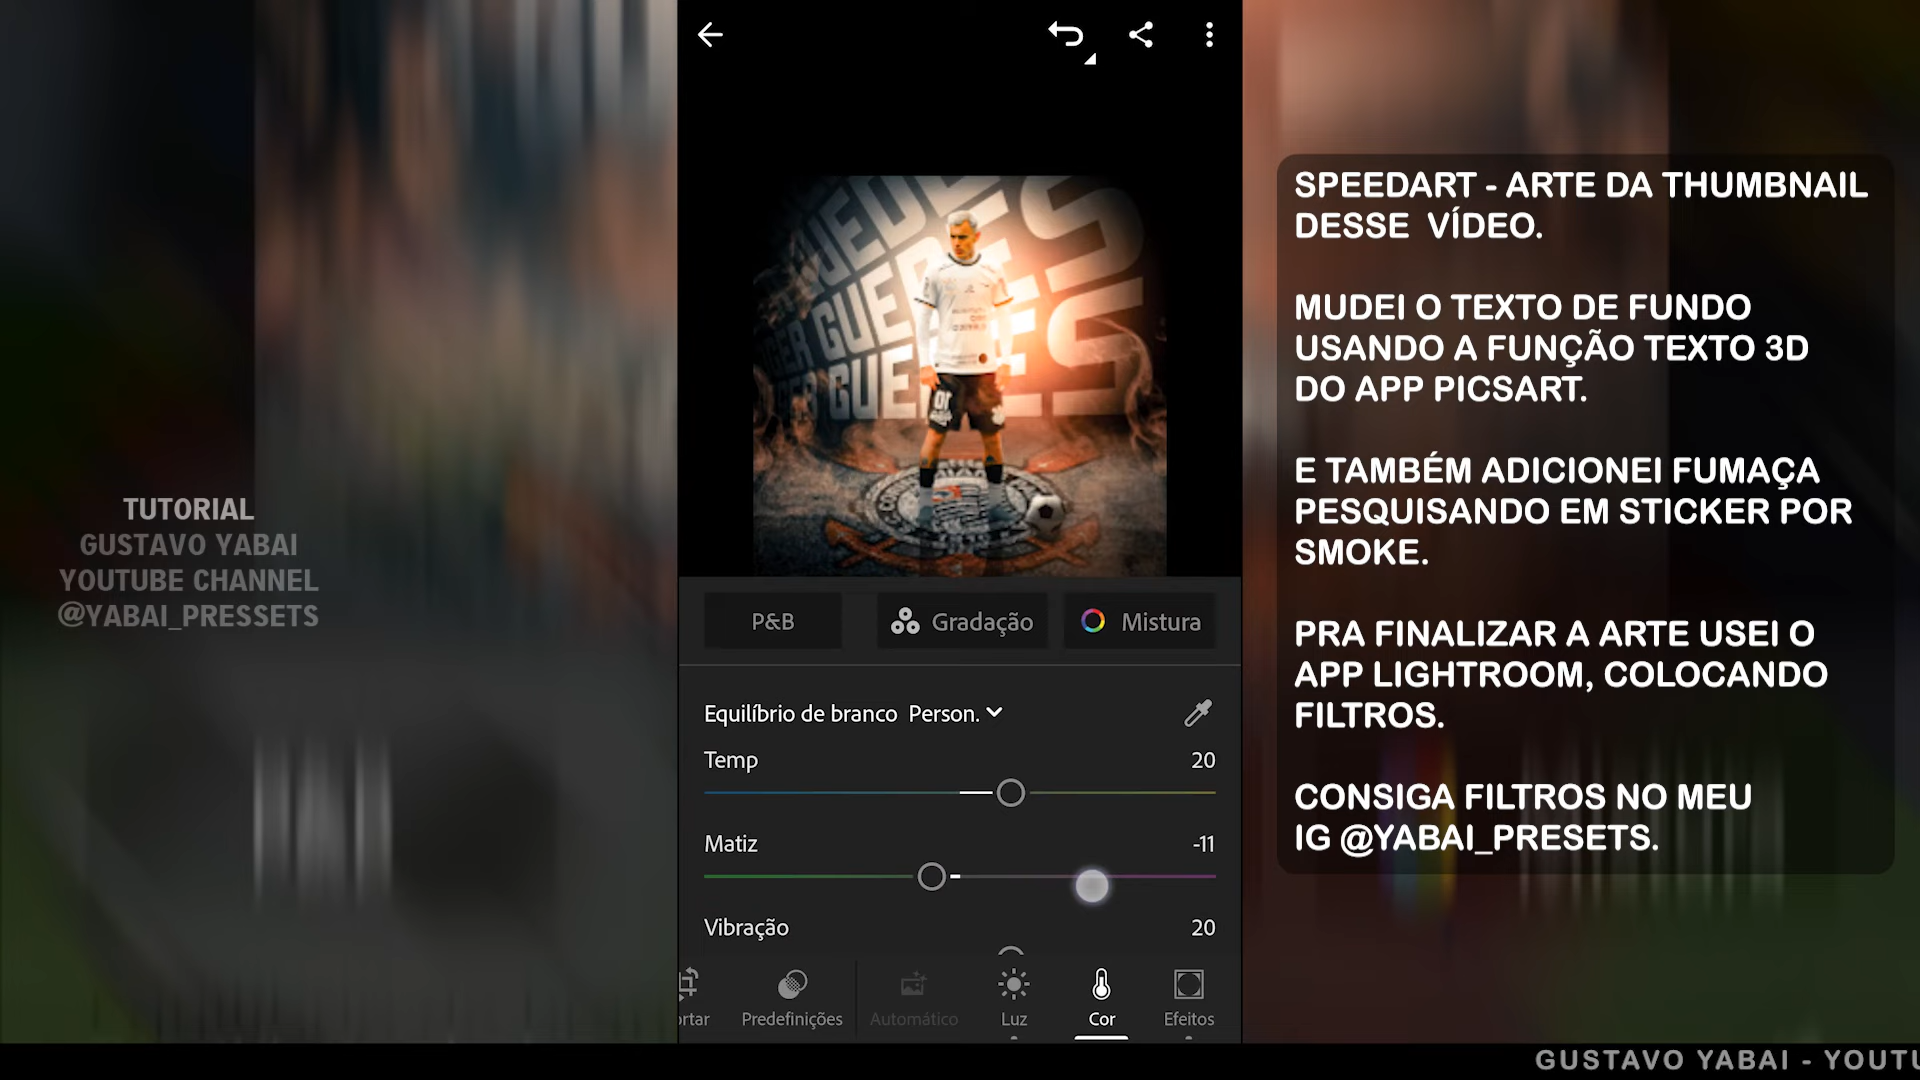 TUTORIAL
GUSTAVO YABAI
YOUTUBE CHANNEL
@YABAI_PRESSETS
GUEDES
GUEDES
P&B
Gradação
Mistura
Equilíbrio de branco Person.
Temp 20
Matiz -11
Vibração 20
ortar
Predefinições
Automático
Luz
Cor
Efeitos
SPEEDART - ARTE DA THUMBNAIL
DESSE VÍDEO.
MUDEI O TEXTO DE FUNDO
USANDO A FUNÇÃO TEXTO 3D
DO APP PICSART.
E TAMBÉM ADICIONEI FUMAÇA
PESQUISANDO EM STICKER POR
SMOKE.
PRA FINALIZAR A ARTE USEI O
APP LIGHTROOM, COLOCANDO
FILTROS.
CONSIGA FILTROS NO MEU
IG @YABAI_PRESETS.
GUSTAVO YABAI - YOUTU